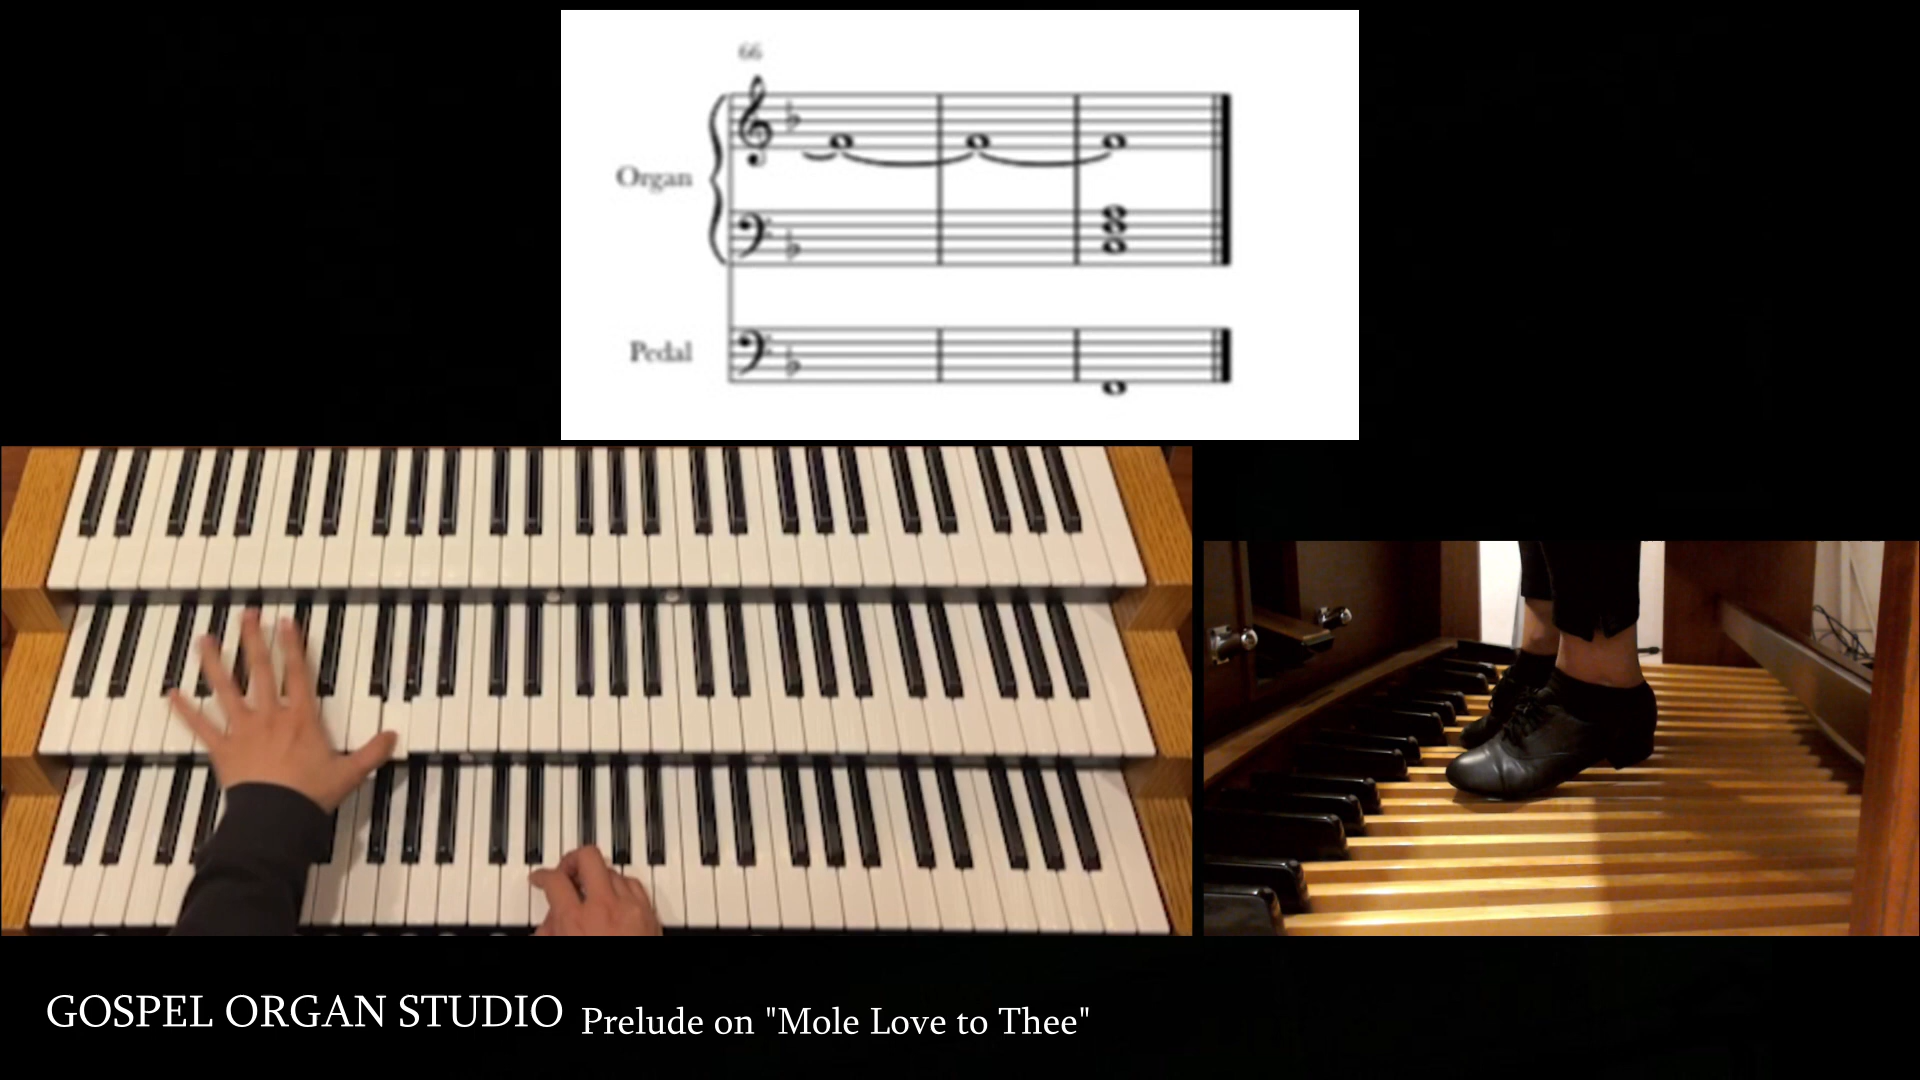 66
Organ
Pedal
GOSPEL ORGAN STUDIO Prelude on "Mole Love to Thee"